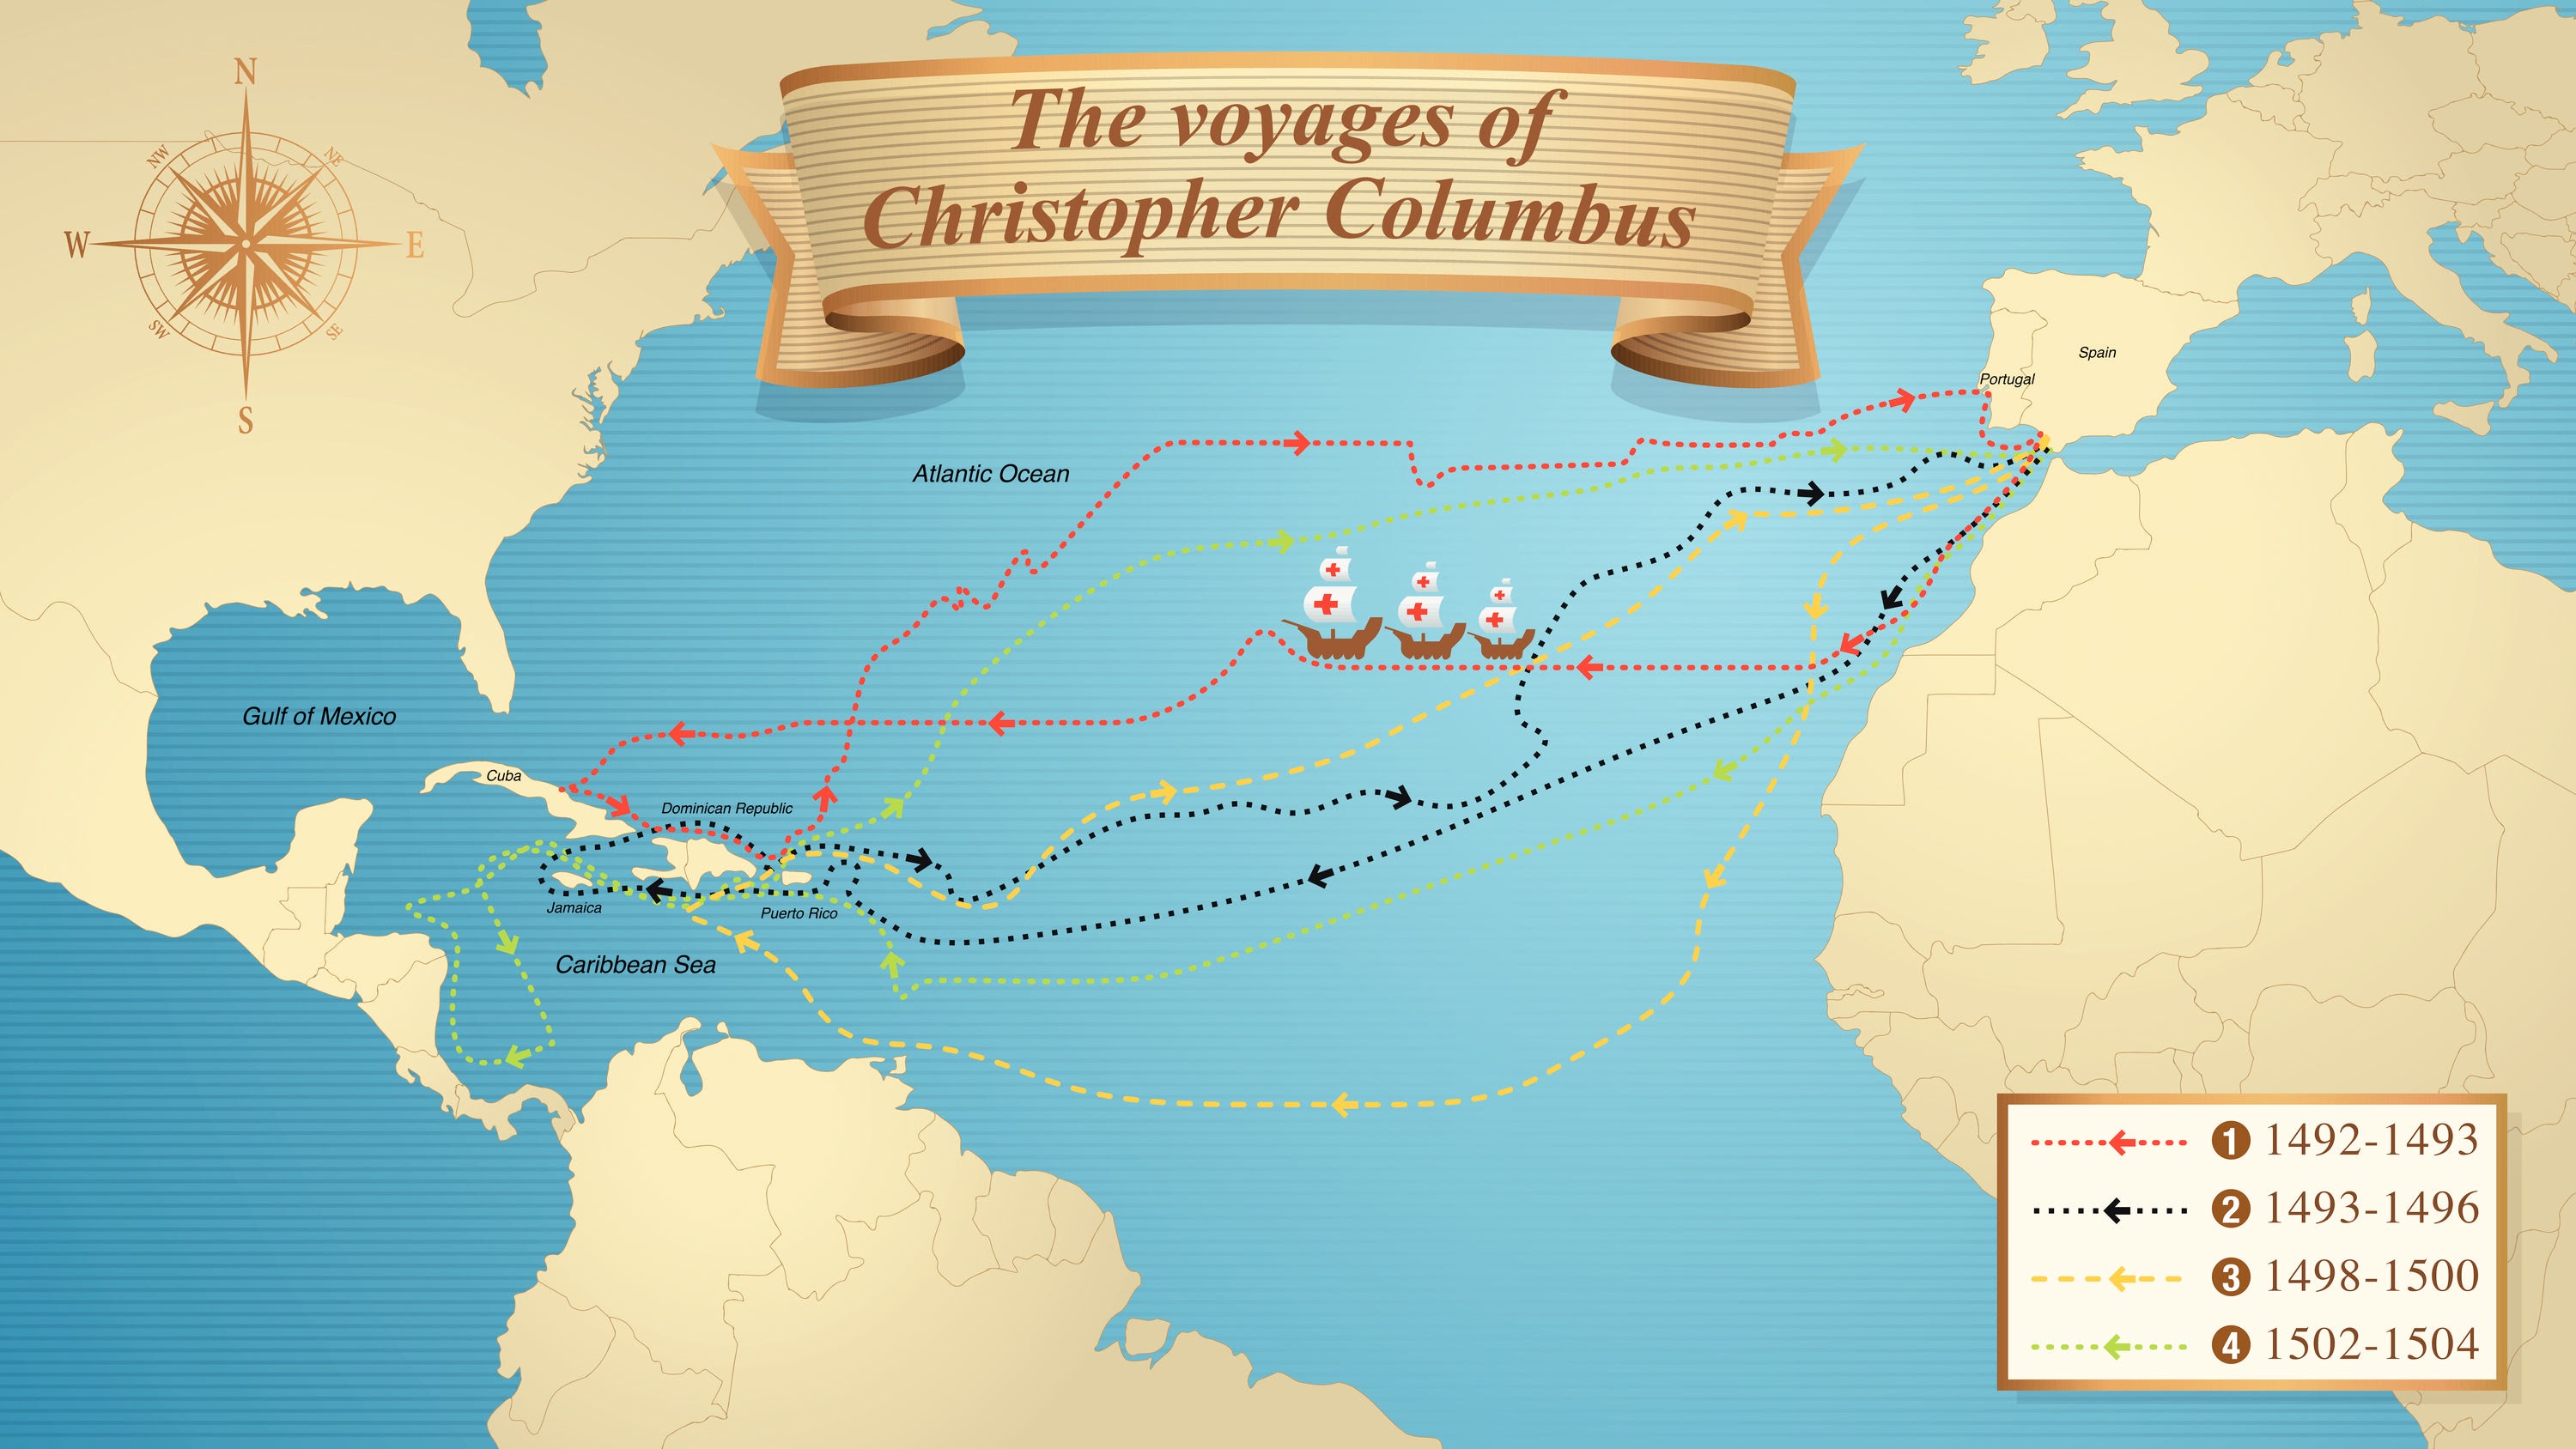 The voyages of
Christopher Columbus
N
NW
NE
W
E
SW
SE
S
Spain
Portugal
Atlantic Ocean
Gulf of Mexico
Cuba
Dominican Republic
Jamaica
Puerto Rico
Caribbean Sea
1 1492-1493
2 1493-1496
3 1498-1500
4 1502-1504